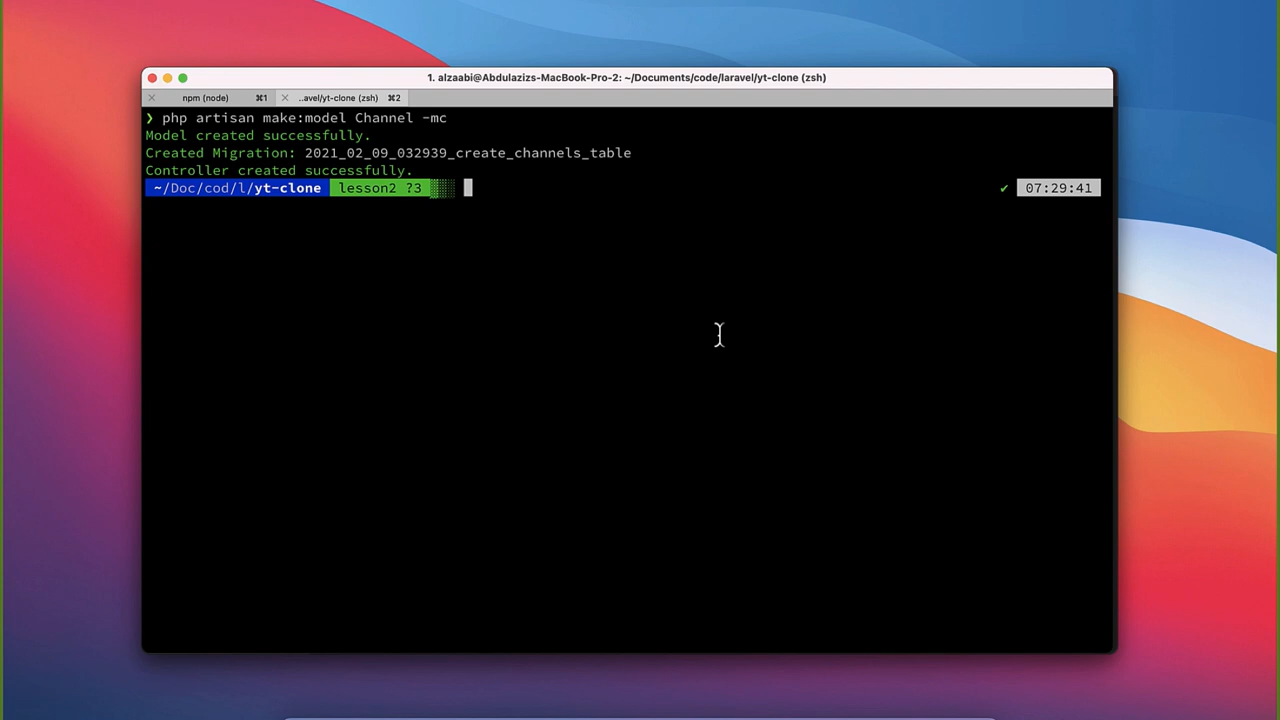 1. alzaabi@Abdulazizs-MacBook-Pro-2: ~/Documents/code/laravel/yt-clone (zsh)
npm (node) ⌘1 ..avel/yt-clone (zsh) ⌘2
❯ php artisan make:model Channel -mc
Model created successfully.
Created Migration: 2021_02_09_032939_create_channels_table
Controller created successfully.
~/Doc/cod/l/yt-clone lesson2 ?3 ✔ 07:29:41